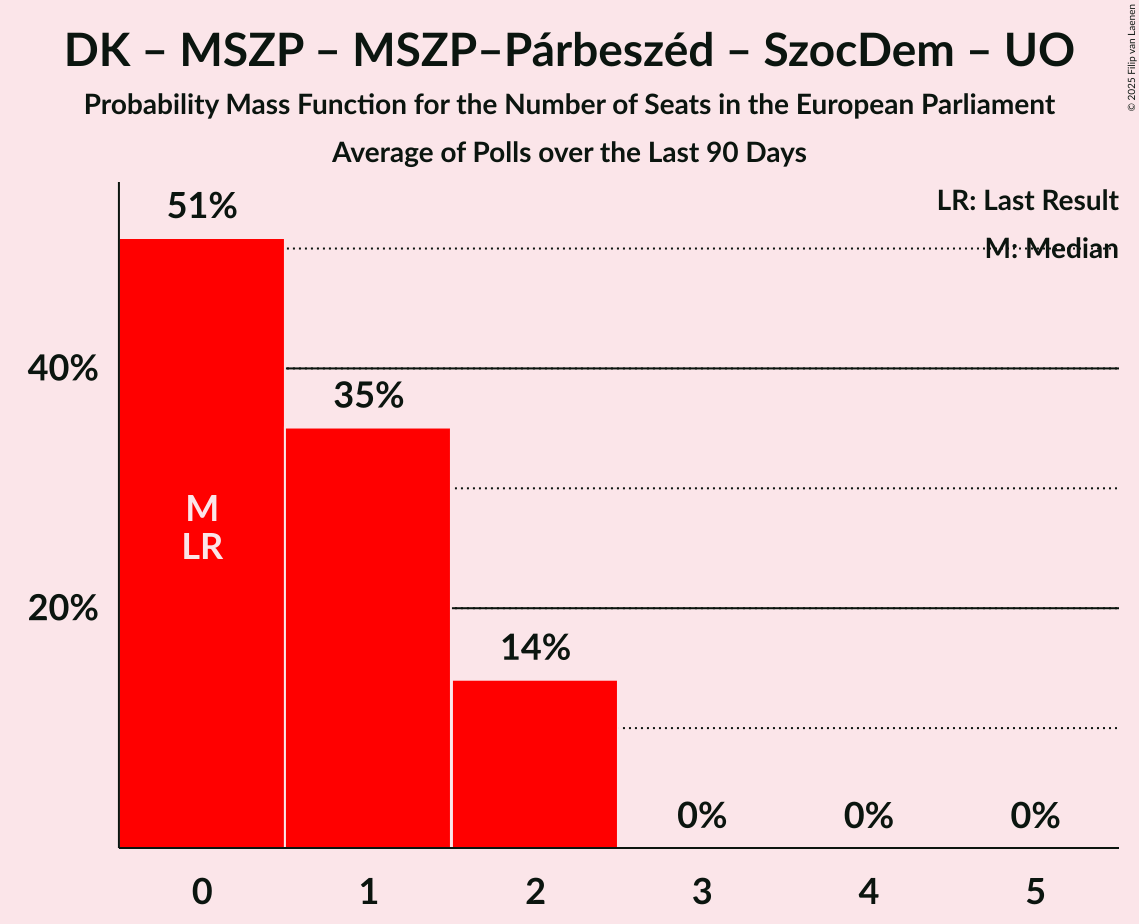 DK – MSZP – MSZP–Párbeszéd – SzocDem – UO
Probability Mass Function for the Number of Seats in the European Parliament
Average of Polls over the Last 90 Days
© 2025 Filip van Laenen
LR: Last Result
M: Median
51%
40%
35%
M
LR
20%
14%
0%
0%
0%
0
1
2
3
4
5